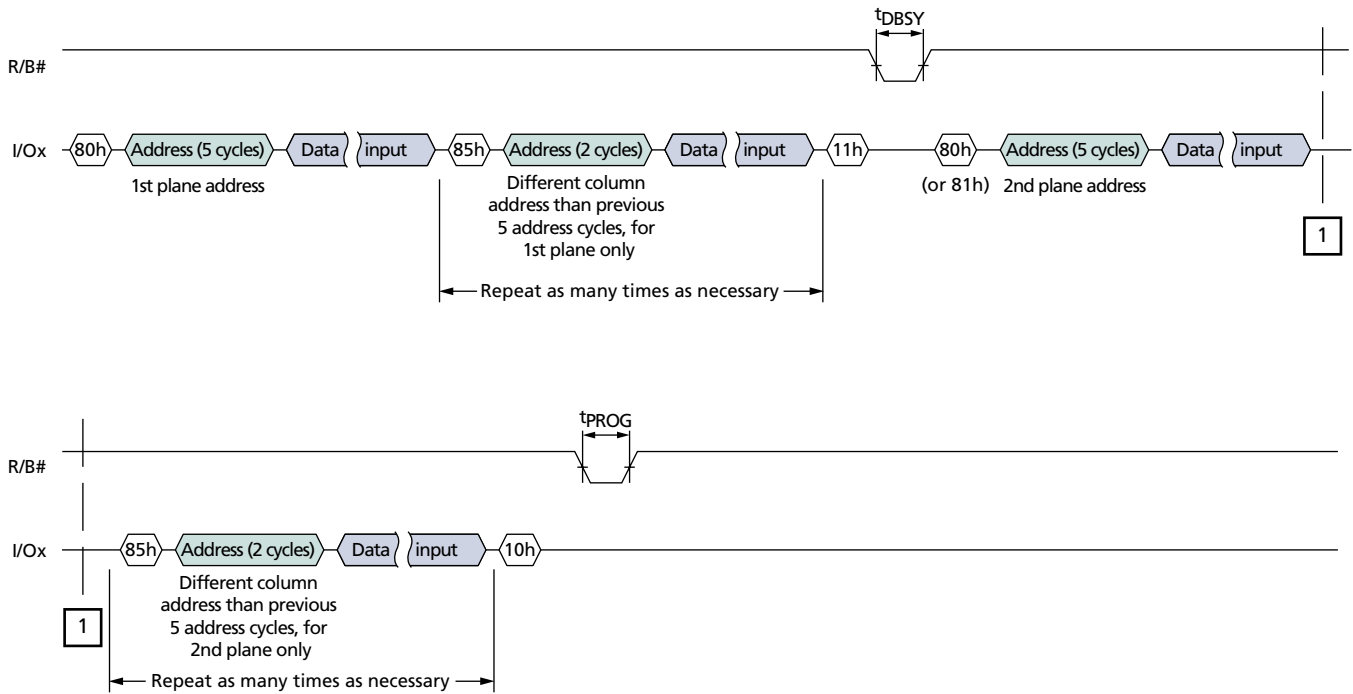 tDBSY
R/B#
I/Ox 80h Address (5 cycles) Data input 85h Address (2 cycles) Data input 11h 80h Address (5 cycles) Data input
1st plane address
Different column
address than previous
5 address cycles, for
1st plane only
(or 81h) 2nd plane address
1
Repeat as many times as necessary
tPROG
R/B#
I/Ox 85h Address (2 cycles) Data input 10h
1
Different column
address than previous
5 address cycles, for
2nd plane only
Repeat as many times as necessary